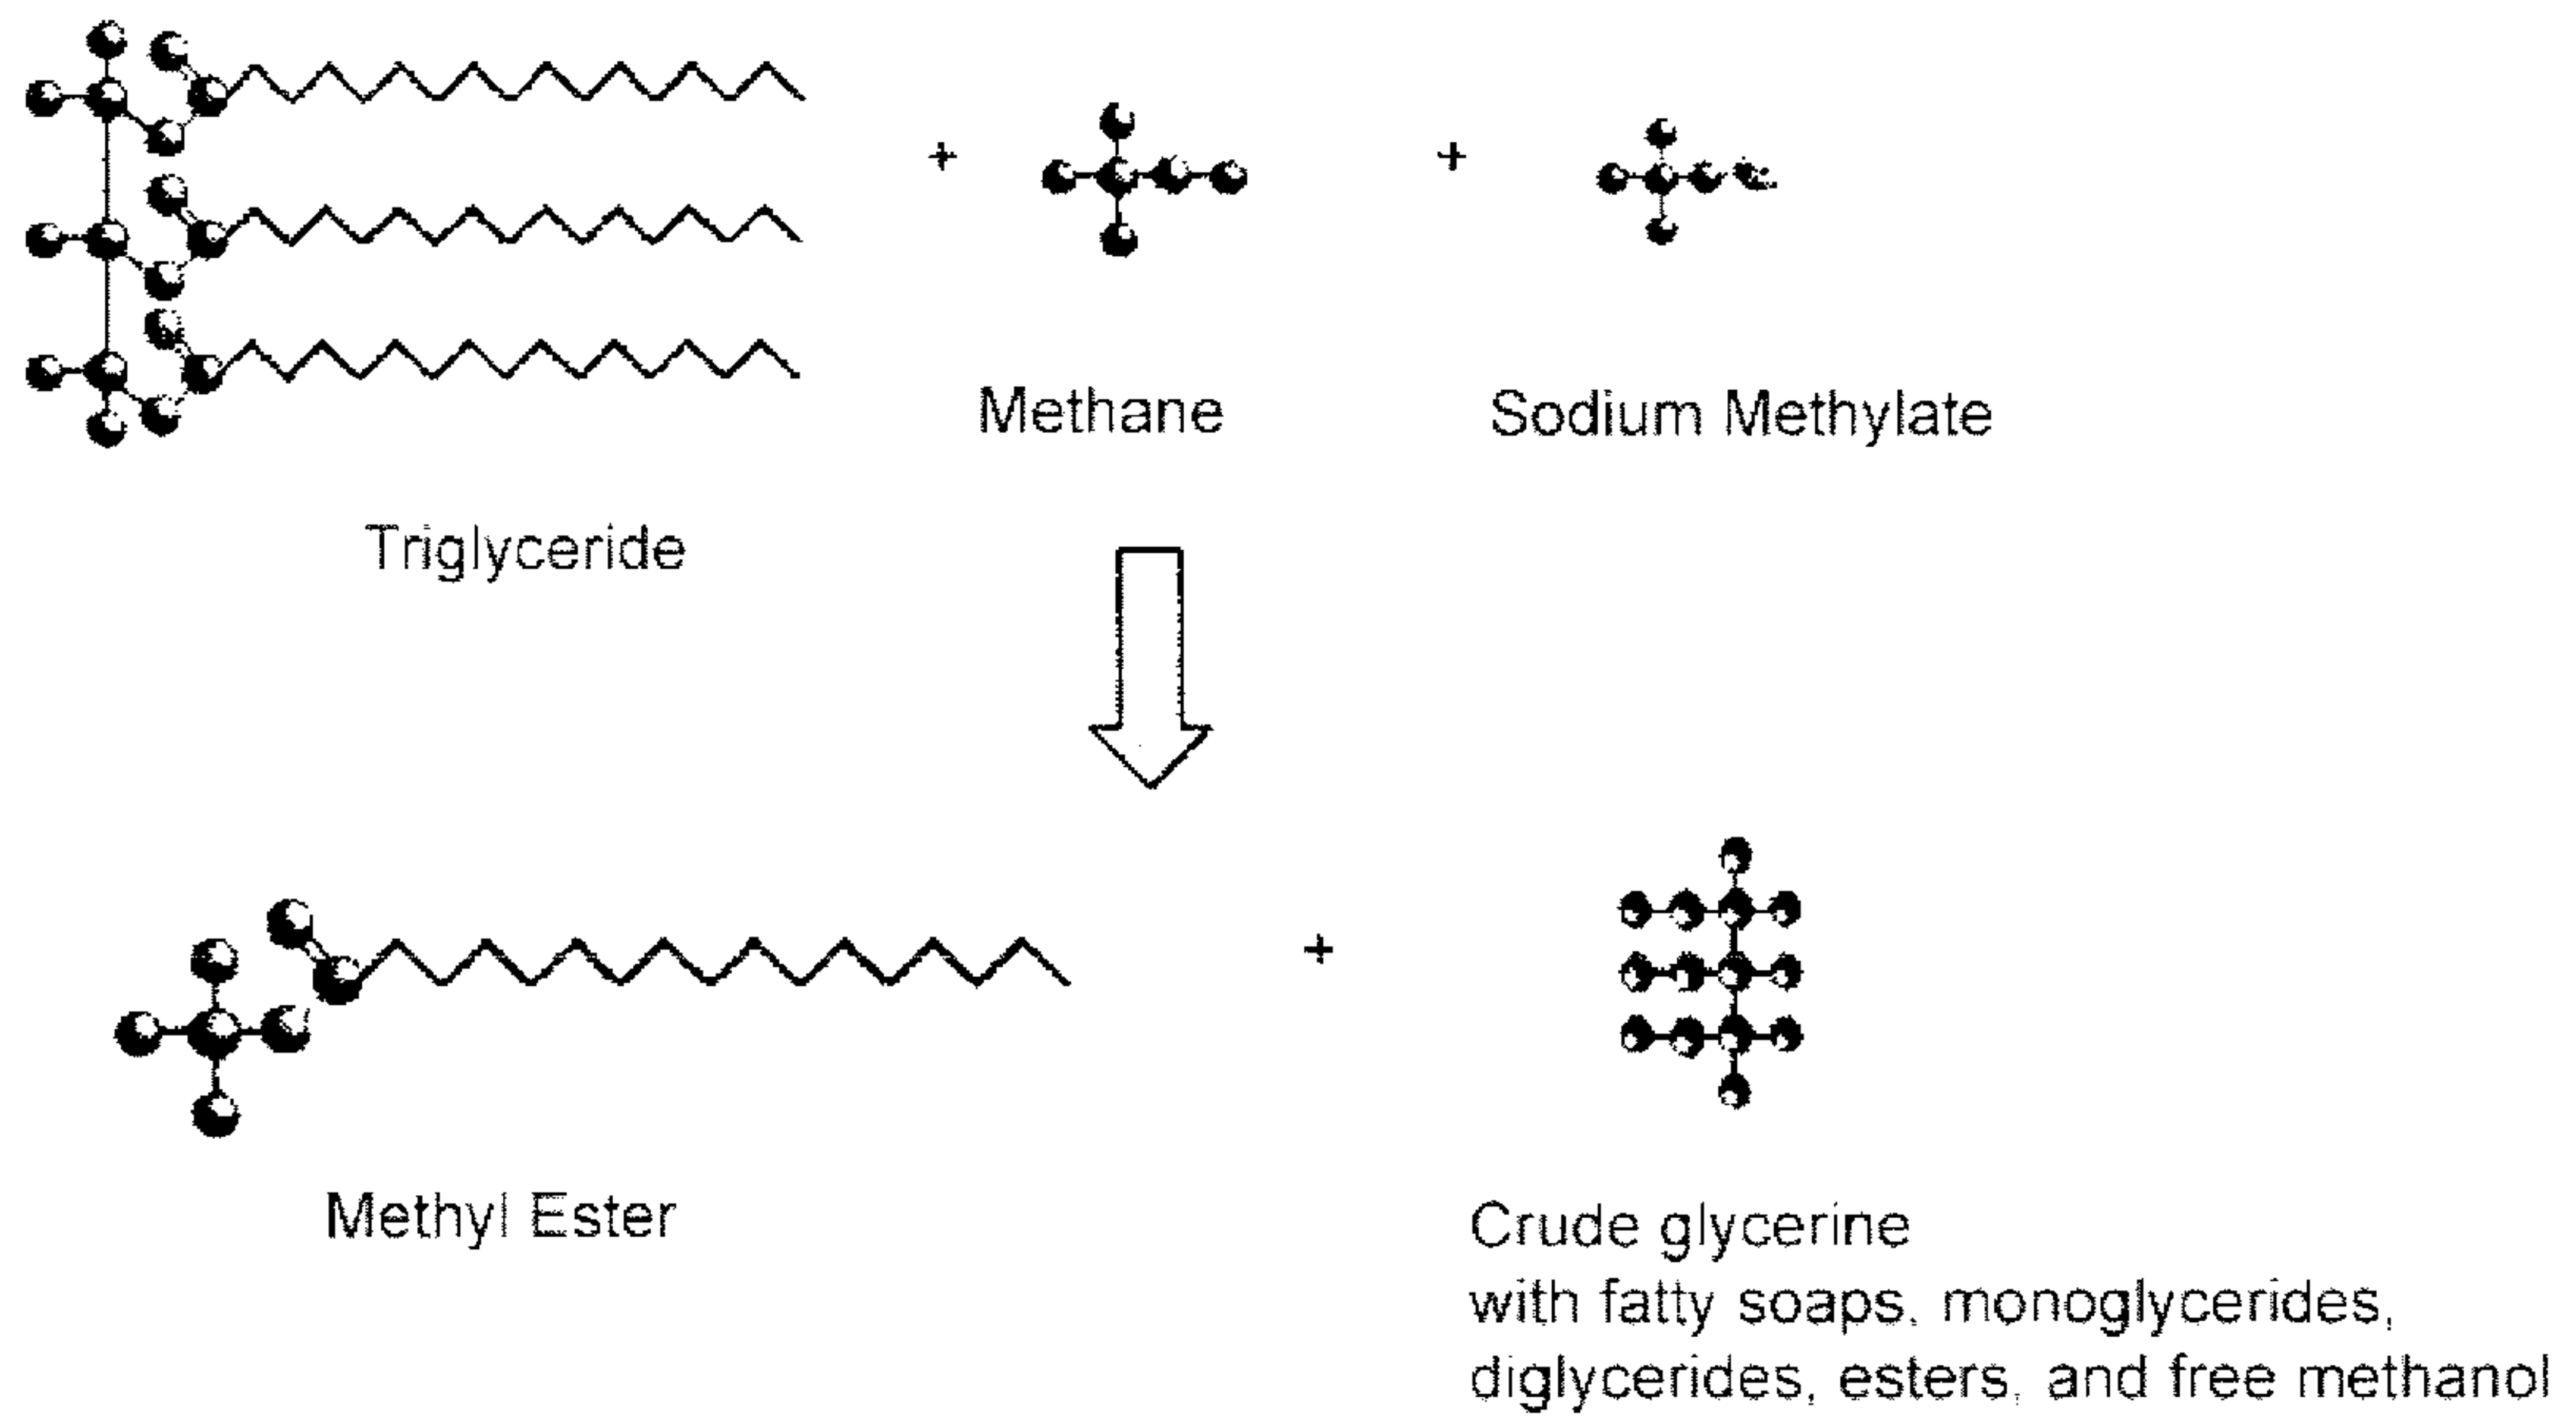 +
+
Methane
Sodium Methylate
Triglyceride
+
Methyl Ester
Crude glycerine
with fatty soaps, monoglycerides,
diglycerides, esters, and free methanol